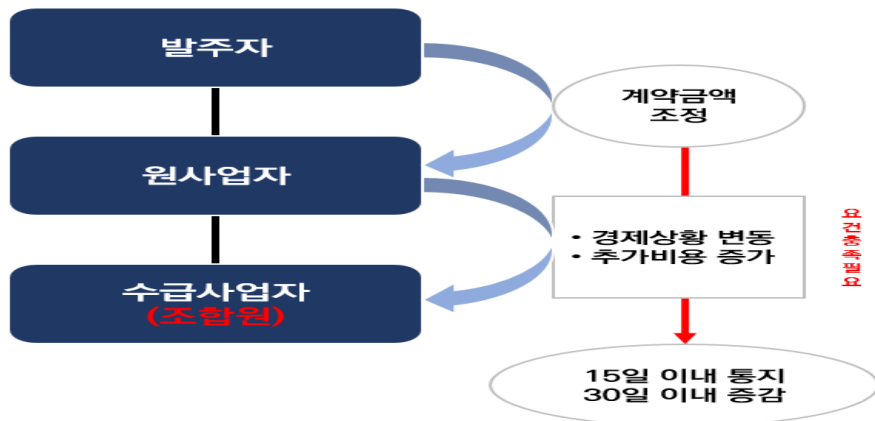 발주자
계약금액
조정
원사업자
• 경제상황 변동
• 추가비용 증가
요건충족필요
수급사업자
(조합원)
15일 이내 통지
30일 이내 증감